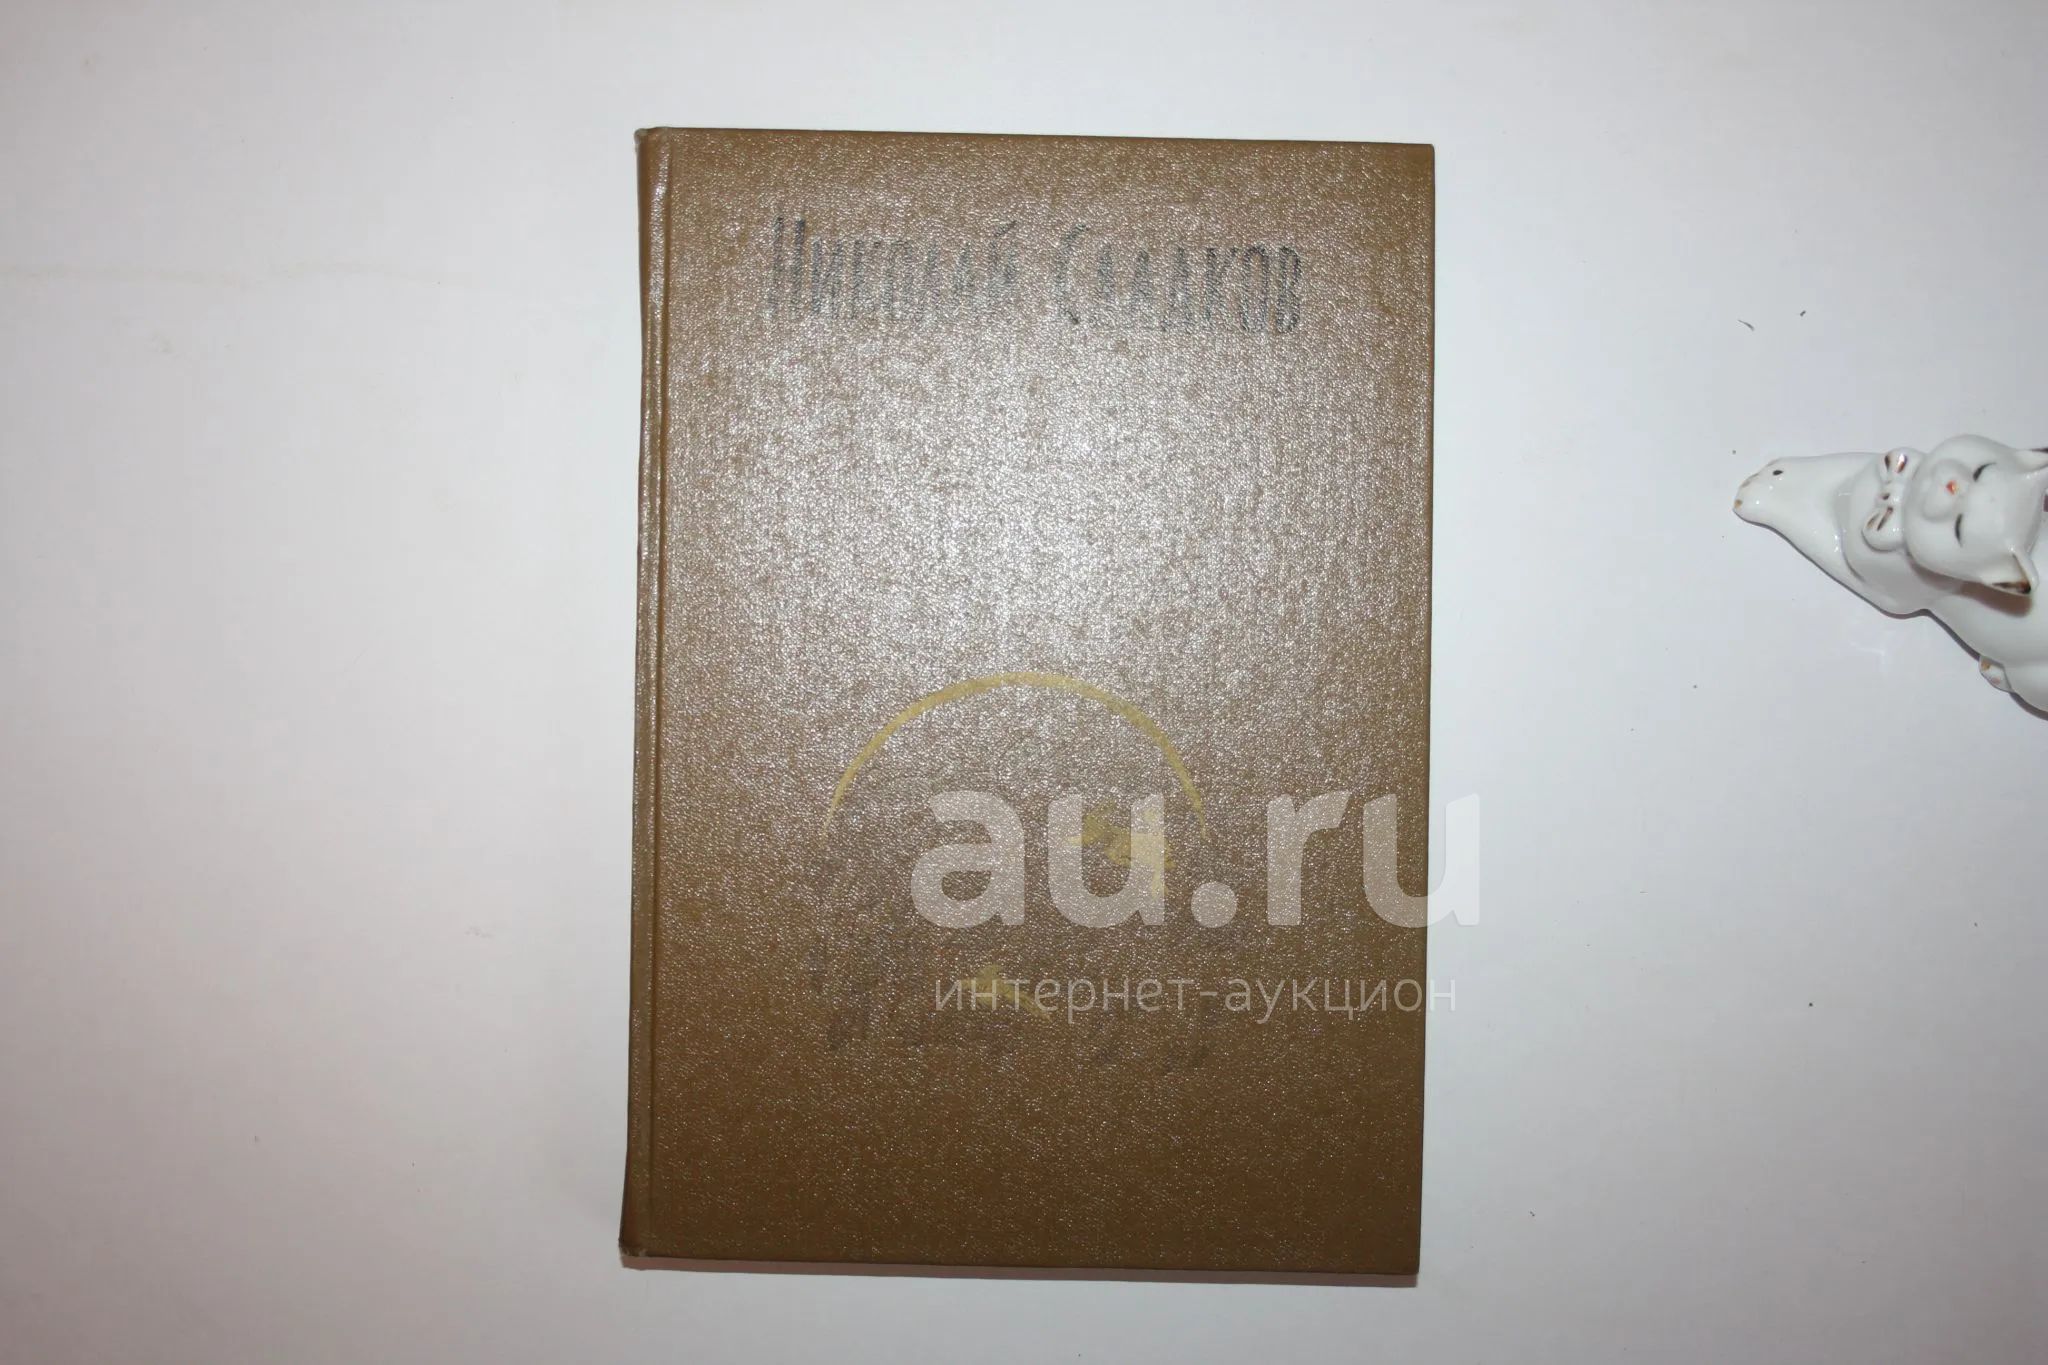 Николай Сладков
au.ru
интернет-аукцион